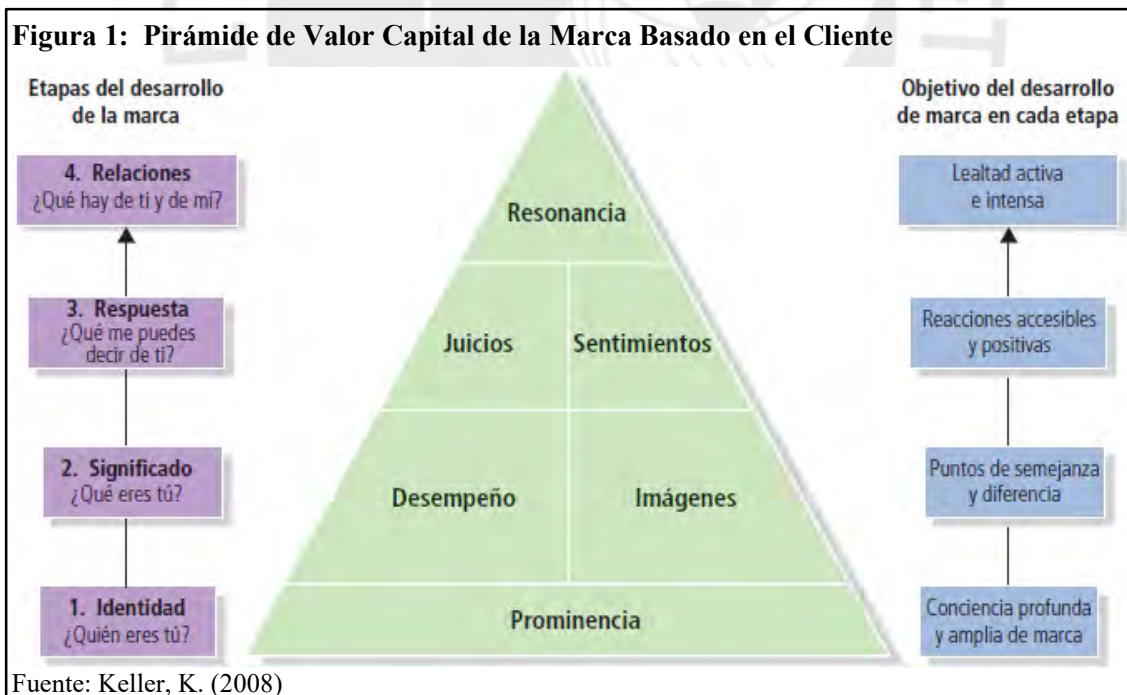 Figura 1: Pirámide de Valor Capital de la Marca Basado en el Cliente
Etapas del desarrollo
de la marca
4. Relaciones
¿Qué hay de ti y de mí?
3. Respuesta
¿Qué me puedes
decir de ti?
2. Significado
¿Qué eres tú?
1. Identidad
¿Quién eres tú?
Resonancia
Juicios
Sentimientos
Desempeño
Imágenes
Prominencia
Objetivo del desarrollo
de marca en cada etapa
Lealtad activa
e intensa
Reacciones accesibles
y positivas
Puntos de semejanza
y diferencia
Conciencia profunda
y amplia de marca
Fuente: Keller, K. (2008)